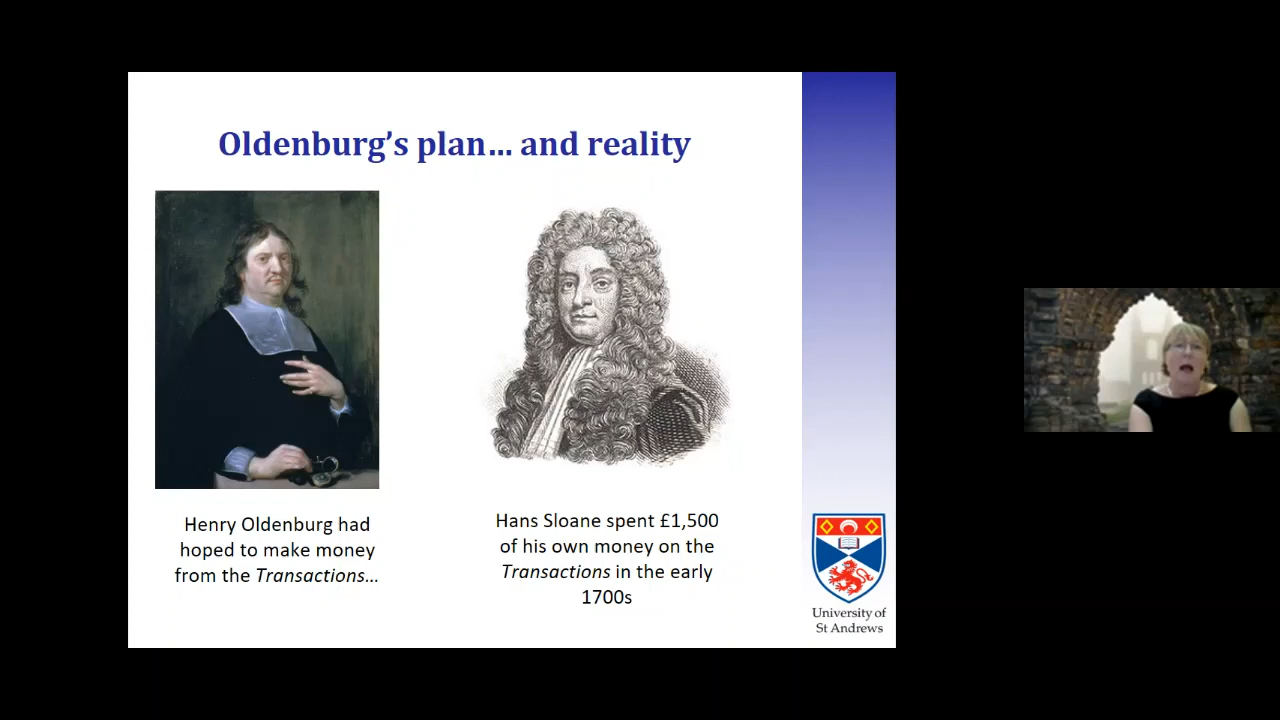 Oldenburg’s plan… and reality
Henry Oldenburg had
hoped to make money
from the Transactions…
Hans Sloane spent £1,500
of his own money on the
Transactions in the early
1700s
University of
St Andrews